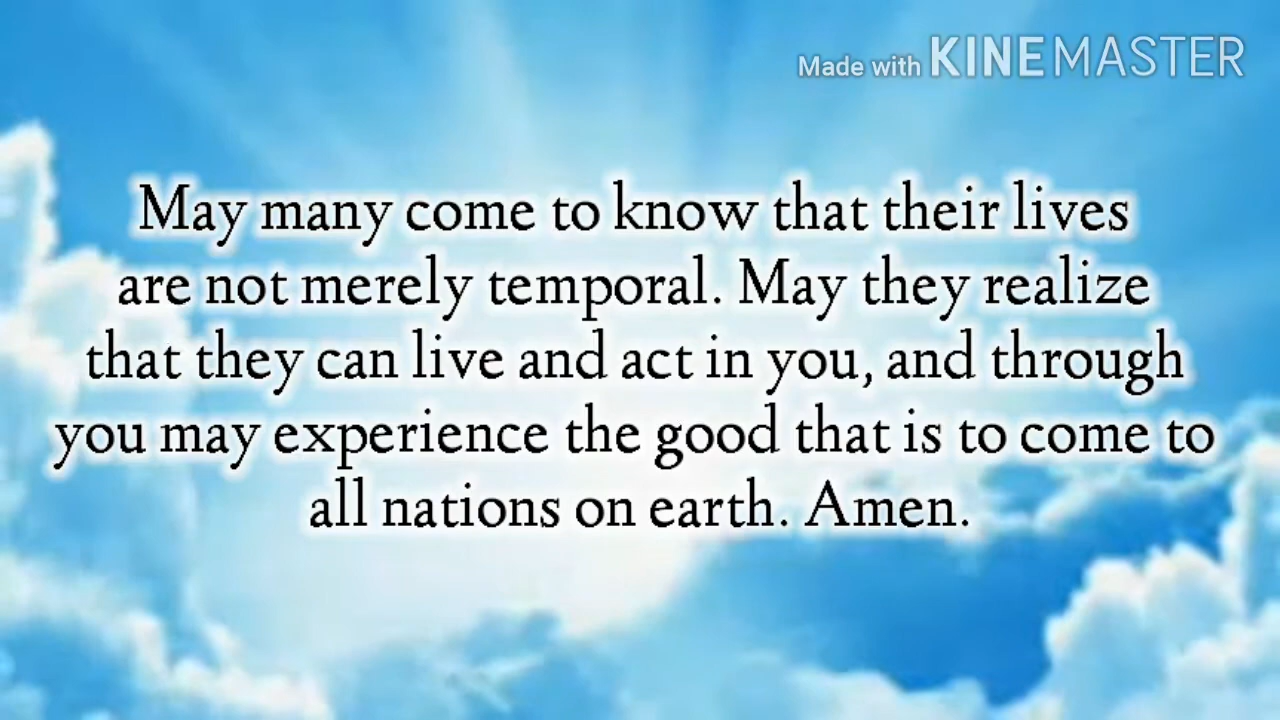 Made with KINEMASTER
May many come to know that their lives
are not merely temporal. May they realize
that they can live and act in you, and through
you may experience the good that is to come to
all nations on earth. Amen.